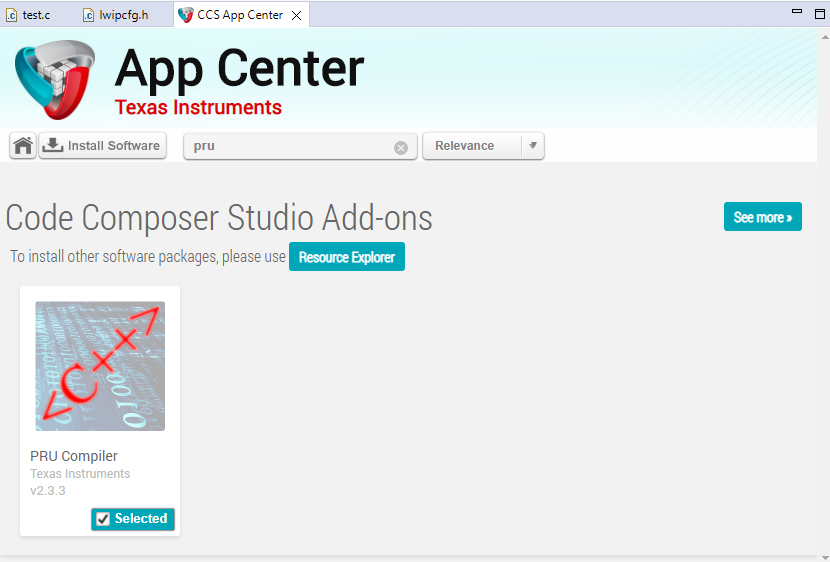 test.c
lwipcfg.h
CCS App Center
App Center
Texas Instruments
Install Software
pru
Relevance
Code Composer Studio Add-ons
See more »
To install other software packages, please use Resource Explorer
<C××>
PRU Compiler
Texas Instruments
v2.3.3
Selected